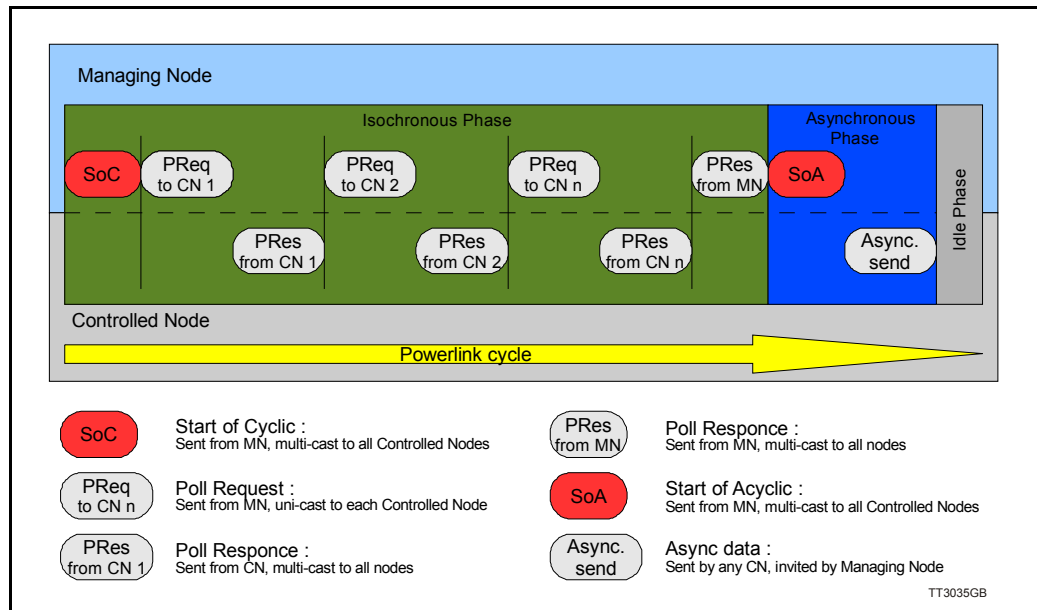 Managing Node
Isochronous Phase
Asynchronous
Phase
SoC
PReq
to CN 1
PReq
to CN 2
PReq
to CN n
PRes
from MN
SoA
Idle Phase
PRes
from CN 1
PRes
from CN 2
PRes
from CN n
Async.
send
Controlled Node
Powerlink cycle
SoC
Start of Cyclic :
Sent from MN, multi-cast to all Controlled Nodes
PReq
to CN n
Poll Request :
Sent from MN, uni-cast to each Controlled Node
PRes
from CN 1
Poll Responce :
Sent from CN, multi-cast to all nodes
PRes
from MN
Poll Responce :
Sent from MN, multi-cast to all nodes
SoA
Start of Acyclic :
Sent from MN, multi-cast to all Controlled Nodes
Async.
send
Async data :
Sent by any CN, invited by Managing Node
TT3035GB